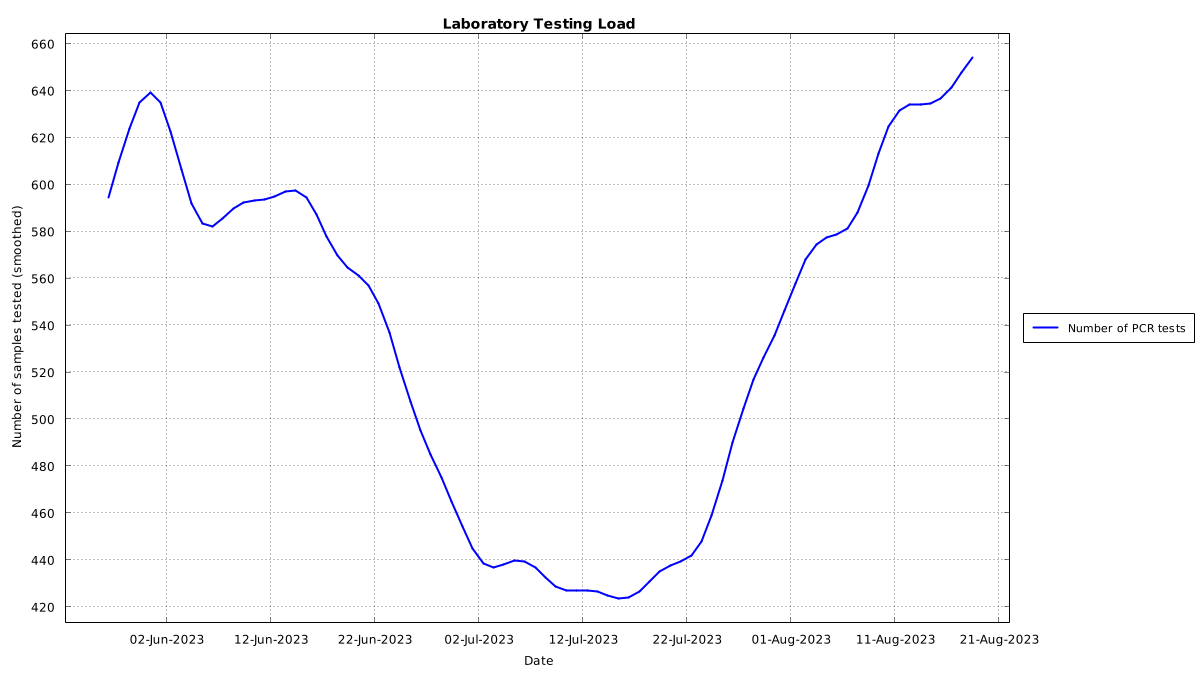 Laboratory Testing Load
660
640
620
600
580
560
540
520
500
480
460
440
420
Number of samples tested (smoothed)
02-Jun-2023 12-Jun-2023 22-Jun-2023 02-Jul-2023 12-Jul-2023 22-Jul-2023 01-Aug-2023 11-Aug-2023 21-Aug-2023
Date
Number of PCR tests